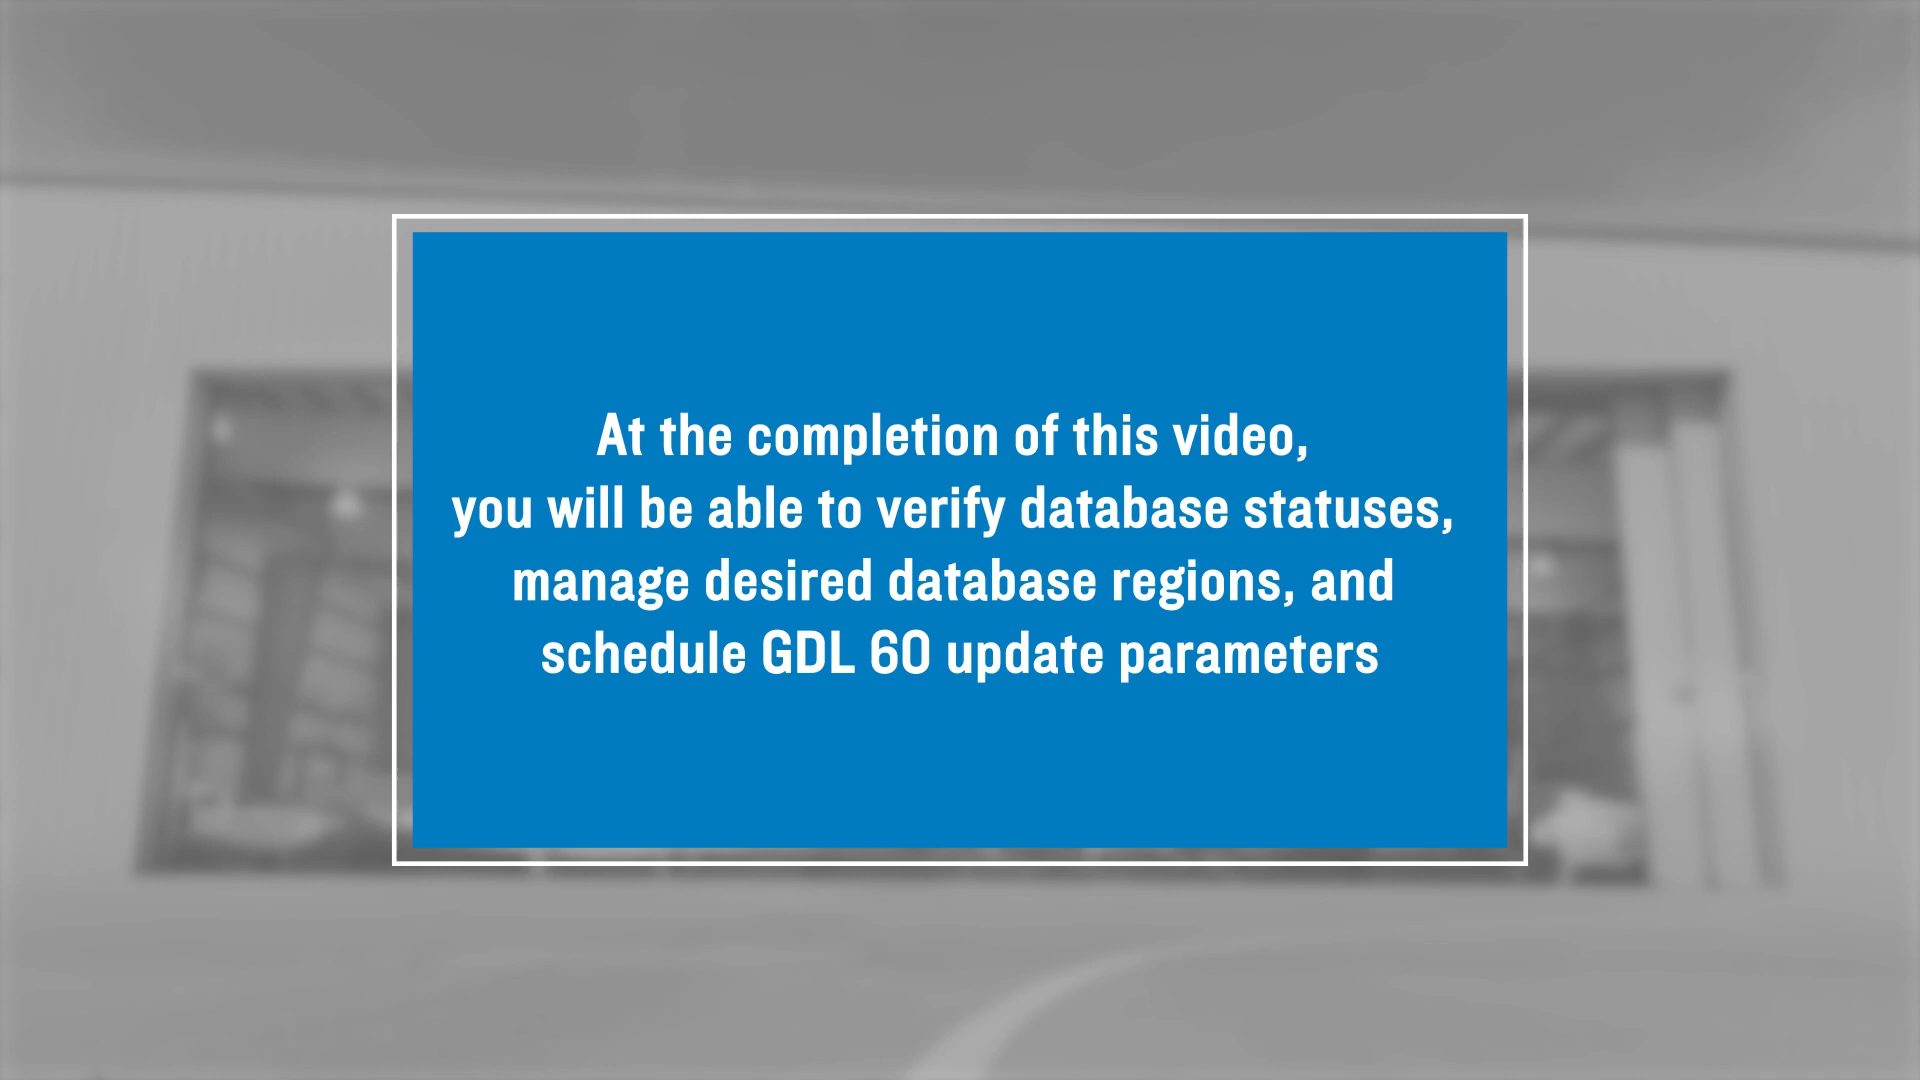 At the completion of this video,
you will be able to verify database statuses,
manage desired database regions, and
schedule GDL 60 update parameters